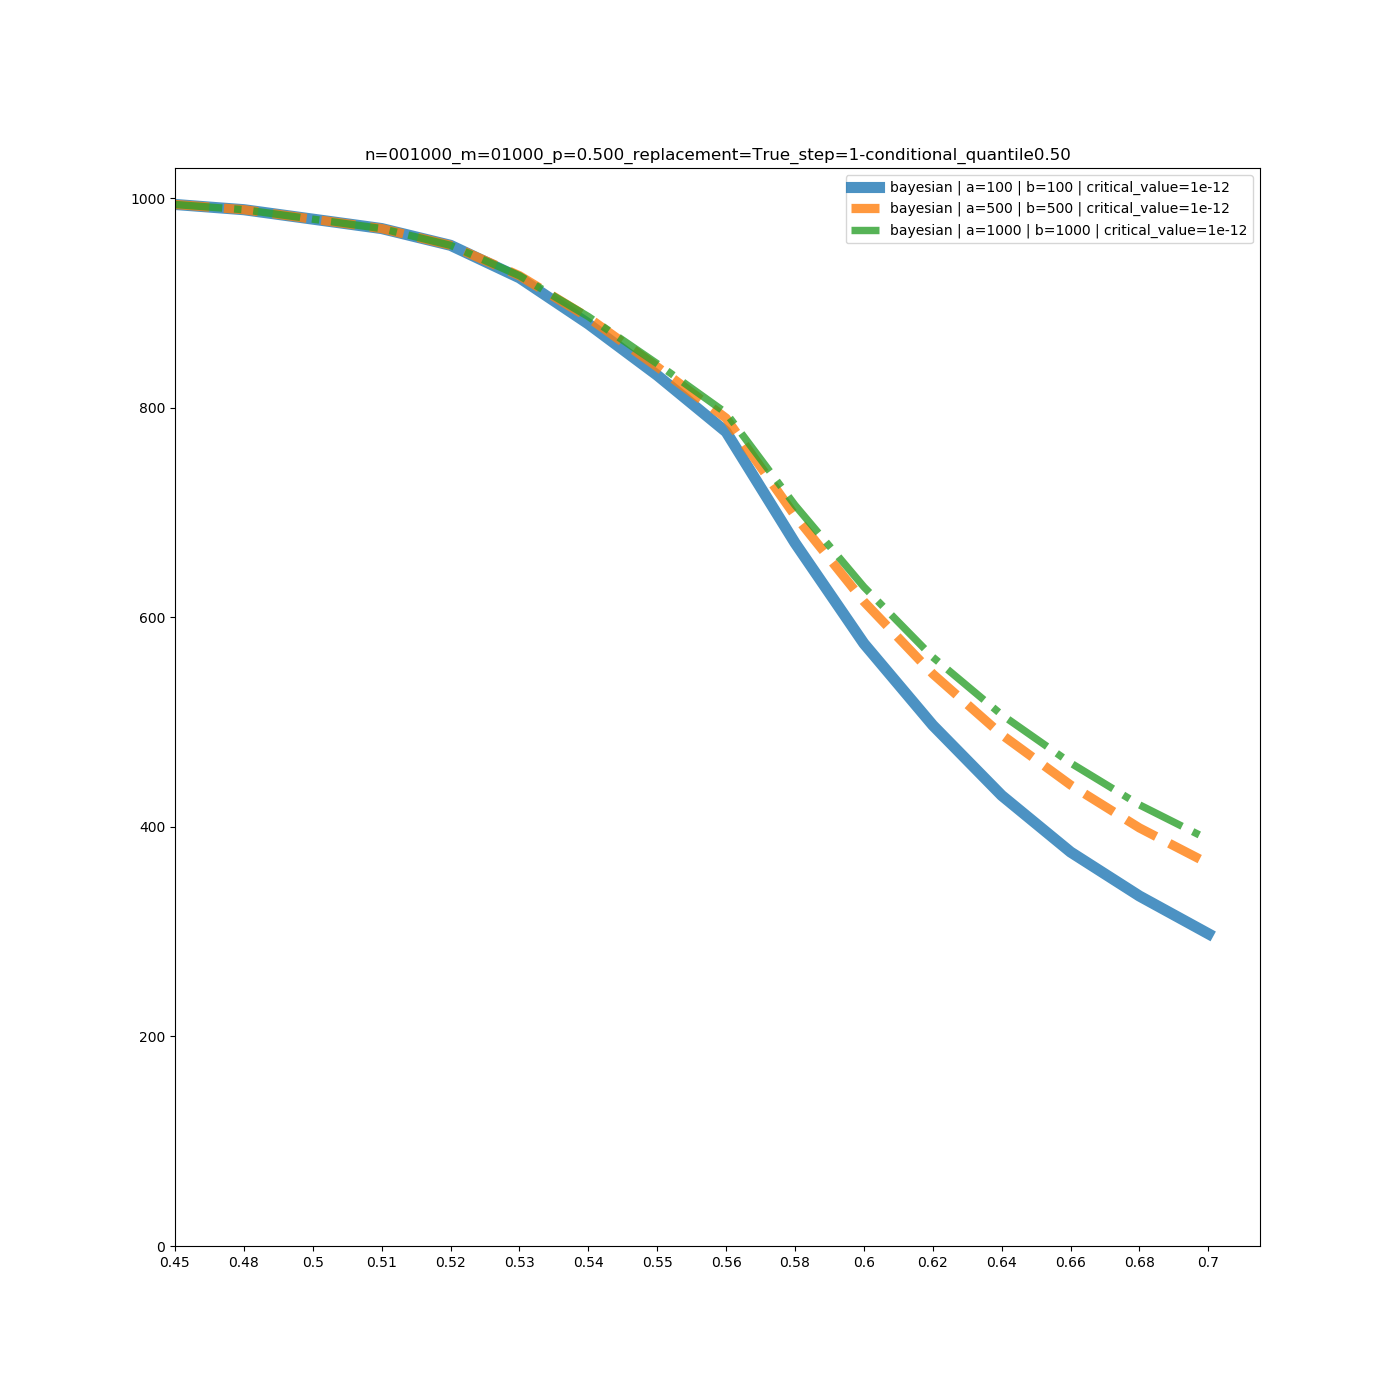 n=001000_m=01000_p=0.500_replacement=True_step=1-conditional_quantile0.50
bayesian | a=100 | b=100 | critical_value=1e-12
bayesian | a=500 | b=500 | critical_value=1e-12
bayesian | a=1000 | b=1000 | critical_value=1e-12
1000
800
600
400
200
0
0.45 0.48 0.5 0.51 0.52 0.53 0.54 0.55 0.56 0.58 0.6 0.62 0.64 0.66 0.68 0.7